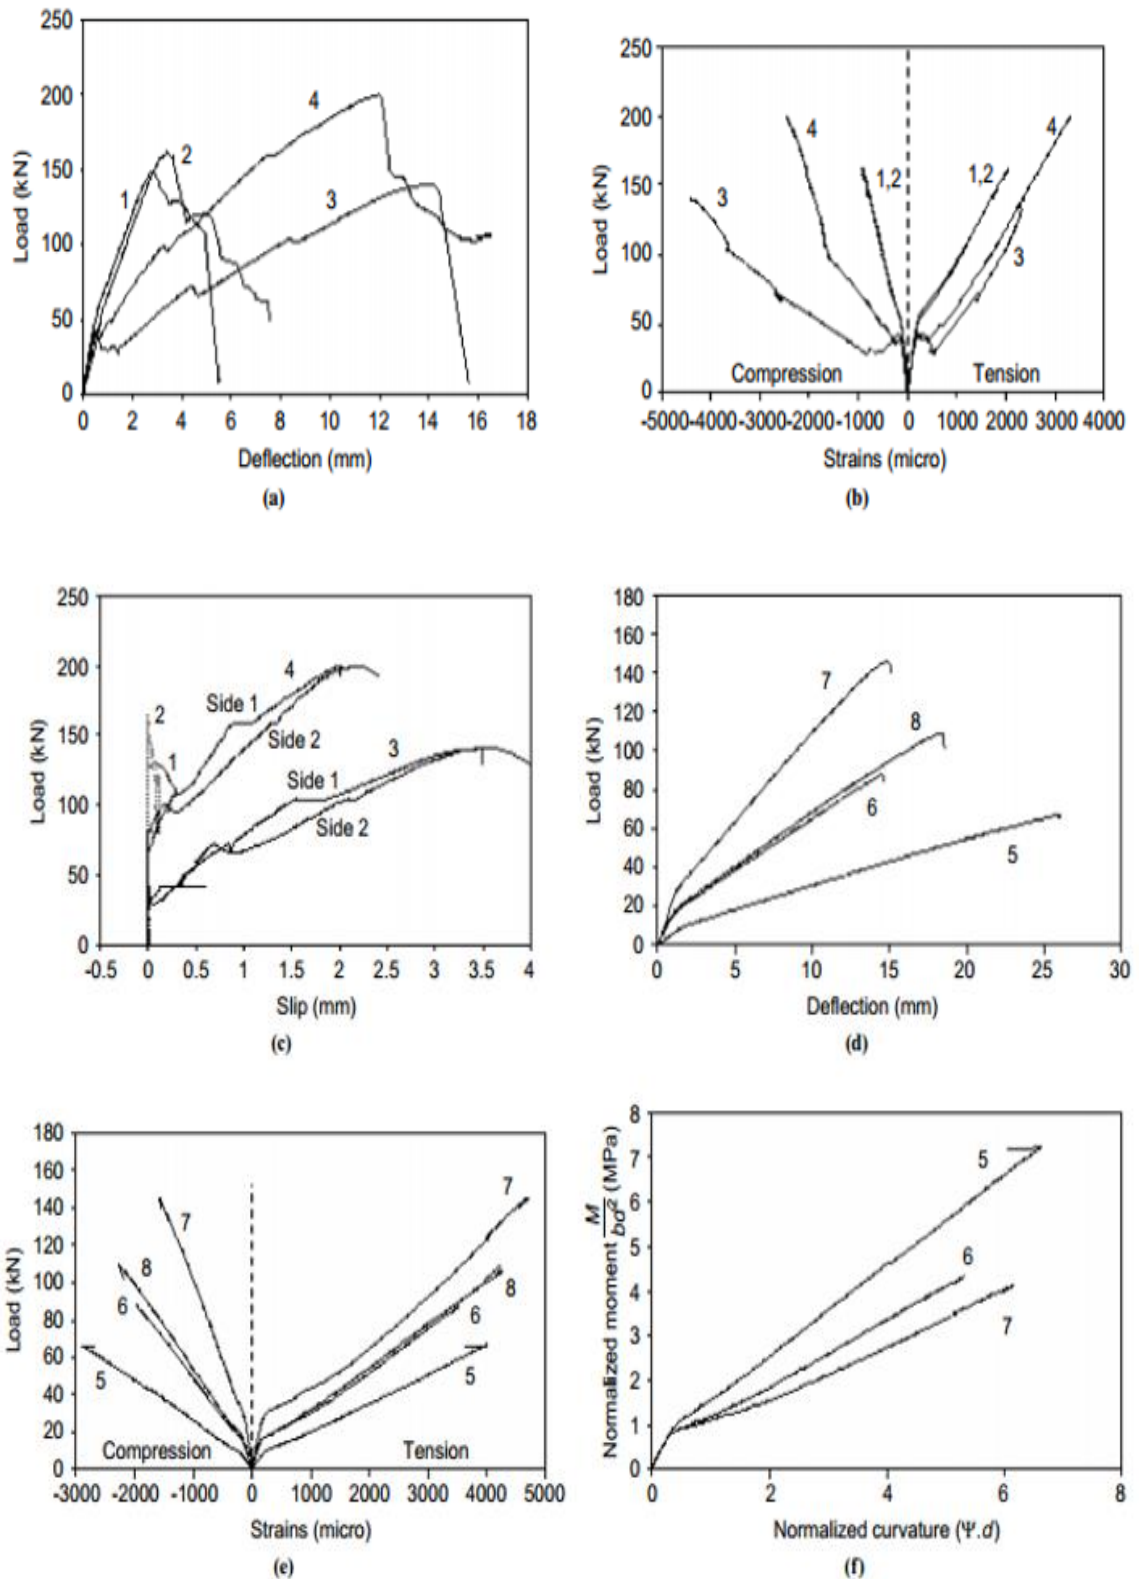 250
200
150
100
50
0
Load (kN)
1
2
3
4
0 2 4 6 8 10 12 14 16 18
Deflection (mm)
(a)
250
200
150
100
50
0
Load (kN)
3
4
1,2
1,2
4
3
Compression
Tension
-5000-4000-3000-2000-1000 0 1000 2000 3000 4000
Strains (micro)
(b)
250
200
150
100
50
0
Load (kN)
2
1
Side 1
4
Side 2
Side 1
3
Side 2
-0.5 0 0.5 1 1.5 2 2.5 3 3.5 4
Slip (mm)
(c)
180
160
140
120
100
80
60
40
20
0
Load (kN)
7
8
6
5
0 5 10 15 20 25 30
Deflection (mm)
(d)
180
160
140
120
100
80
60
40
20
0
Load (kN)
7
8
6
5
7
8
6
5
Compression
Tension
-3000 -2000 -1000 0 1000 2000 3000 4000 5000
Strains (micro)
(e)
8
7
6
5
4
3
2
1
0
Normalized moment M/bd² (MPa)
5
6
7
0 2 4 6 8
Normalized curvature (Ψ.d)
(f)